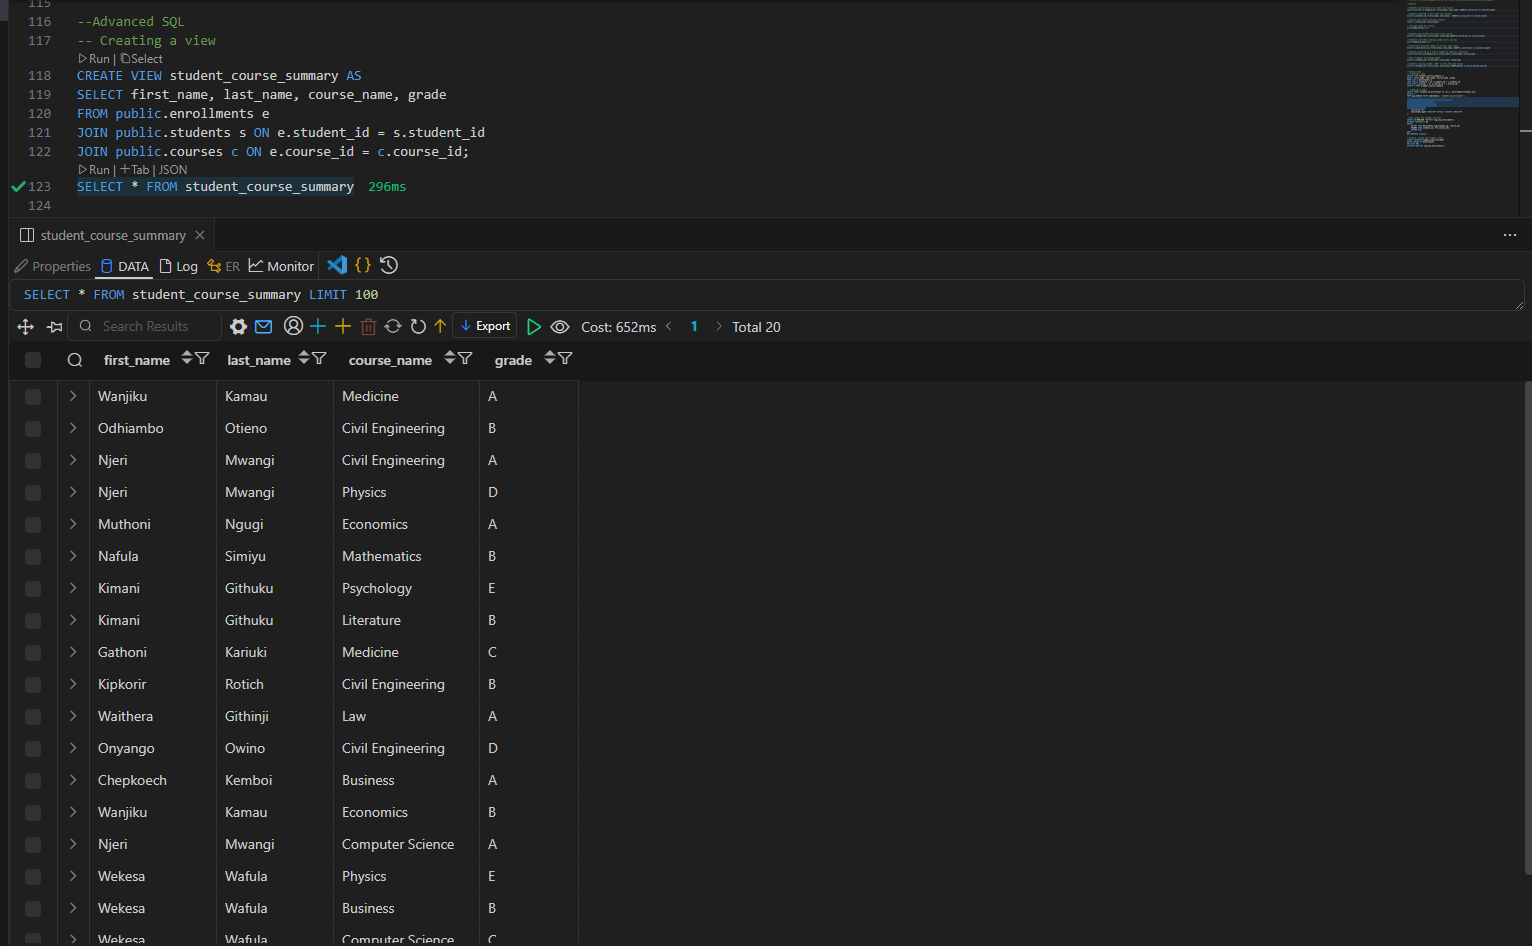 115
116 --Advanced SQL
117 -- Creating a view
Run | Select
118 CREATE VIEW student_course_summary AS
119 SELECT first_name, last_name, course_name, grade
120 FROM public.enrollments e
121 JOIN public.students s ON e.student_id = s.student_id
122 JOIN public.courses c ON e.course_id = c.course_id;
Run | +Tab | JSON
123 SELECT * FROM student_course_summary 296ms
124
student_course_summary
Properties DATA Log ER Monitor
SELECT * FROM student_course_summary LIMIT 100
Search Results Export Cost: 652ms 1 Total 20
first_name last_name course_name grade
Wanjiku Kamau Medicine A
Odhiambo Otieno Civil Engineering B
Njeri Mwangi Civil Engineering A
Njeri Mwangi Physics D
Muthoni Ngugi Economics A
Nafula Simiyu Mathematics B
Kimani Githuku Psychology E
Kimani Githuku Literature B
Gathoni Kariuki Medicine C
Kipkorir Rotich Civil Engineering B
Waithera Githinji Law A
Onyango Owino Civil Engineering D
Chepkoech Kemboi Business A
Wanjiku Kamau Economics B
Njeri Mwangi Computer Science A
Wekesa Wafula Physics E
Wekesa Wafula Business B
Wekesa Wafula Computer Science C